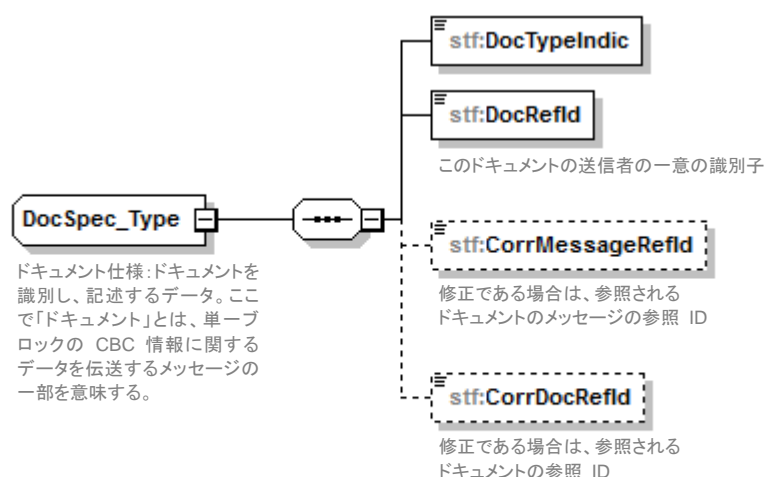 stf:DocTypeIndic
stf:DocRefId
このドキュメントの送信者の一意の識別子
DocSpec_Type
ドキュメント仕様:ドキュメントを
識別し、記述するデータ。ここ
で「ドキュメント」とは、単一ブ
ロックの CBC 情報に関する
データを伝送するメッセージの
一部を意味する。
stf:CorrMessageRefId
修正である場合は、参照される
ドキュメントのメッセージの参照 ID
stf:CorrDocRefId
修正である場合は、参照される
ドキュメントの参照 ID